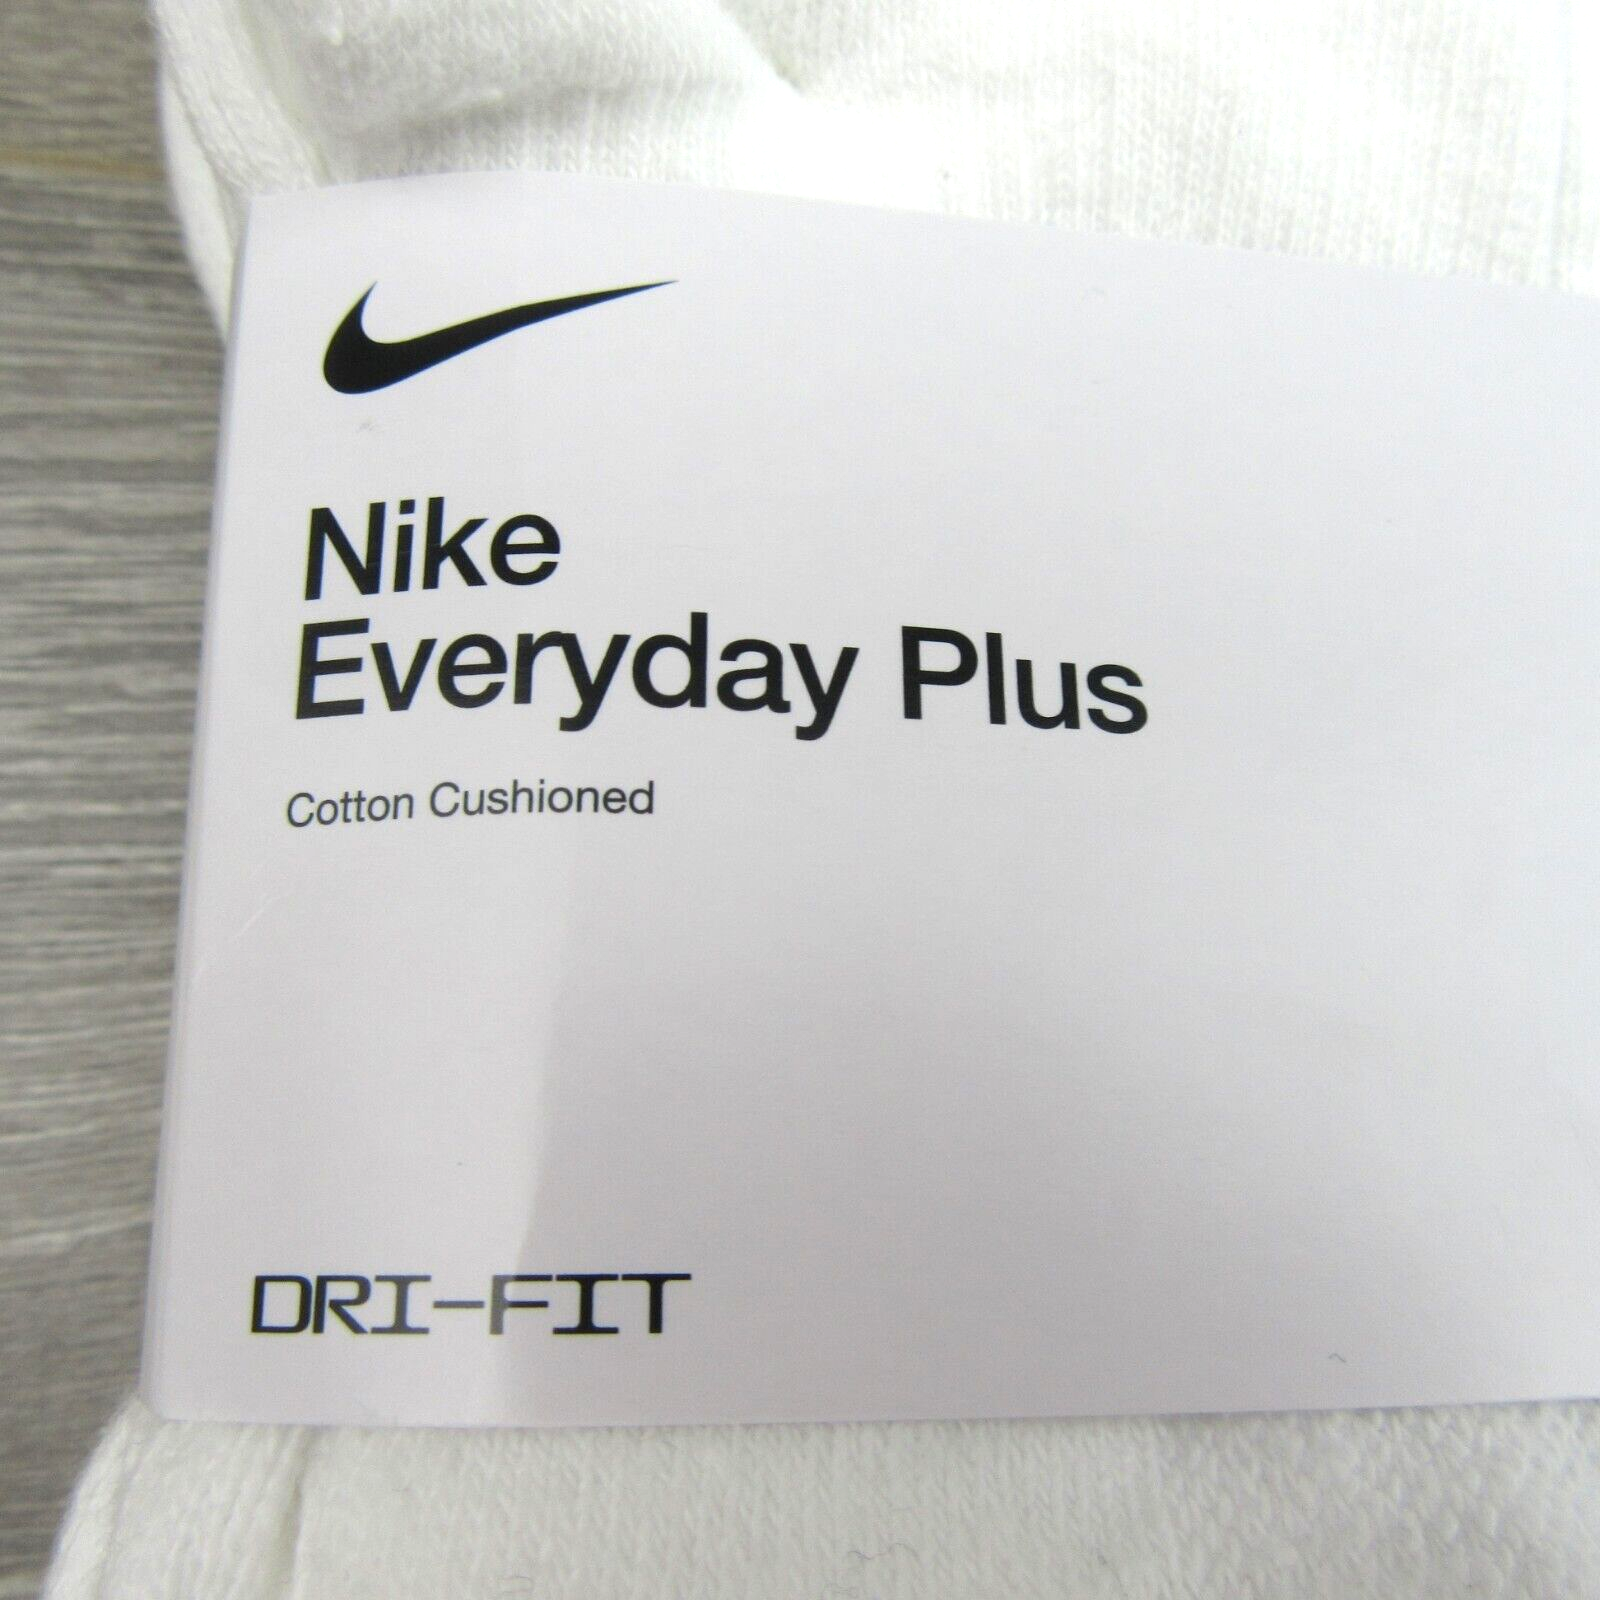 Nike
Everyday Plus
Cotton Cushioned
DRI-FIT